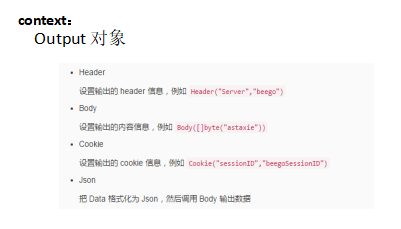 context：
Output 对象
• Header
设置输出的 header 信息，例如 Header("Server","beego")
• Body
设置输出的内容信息，例如 Body([]byte("astaxie"))
• Cookie
设置输出的 cookie 信息，例如 Cookie("sessionID","beegoSessionID")
• Json
把 Data 格式化为 Json，然后调用 Body 输出数据